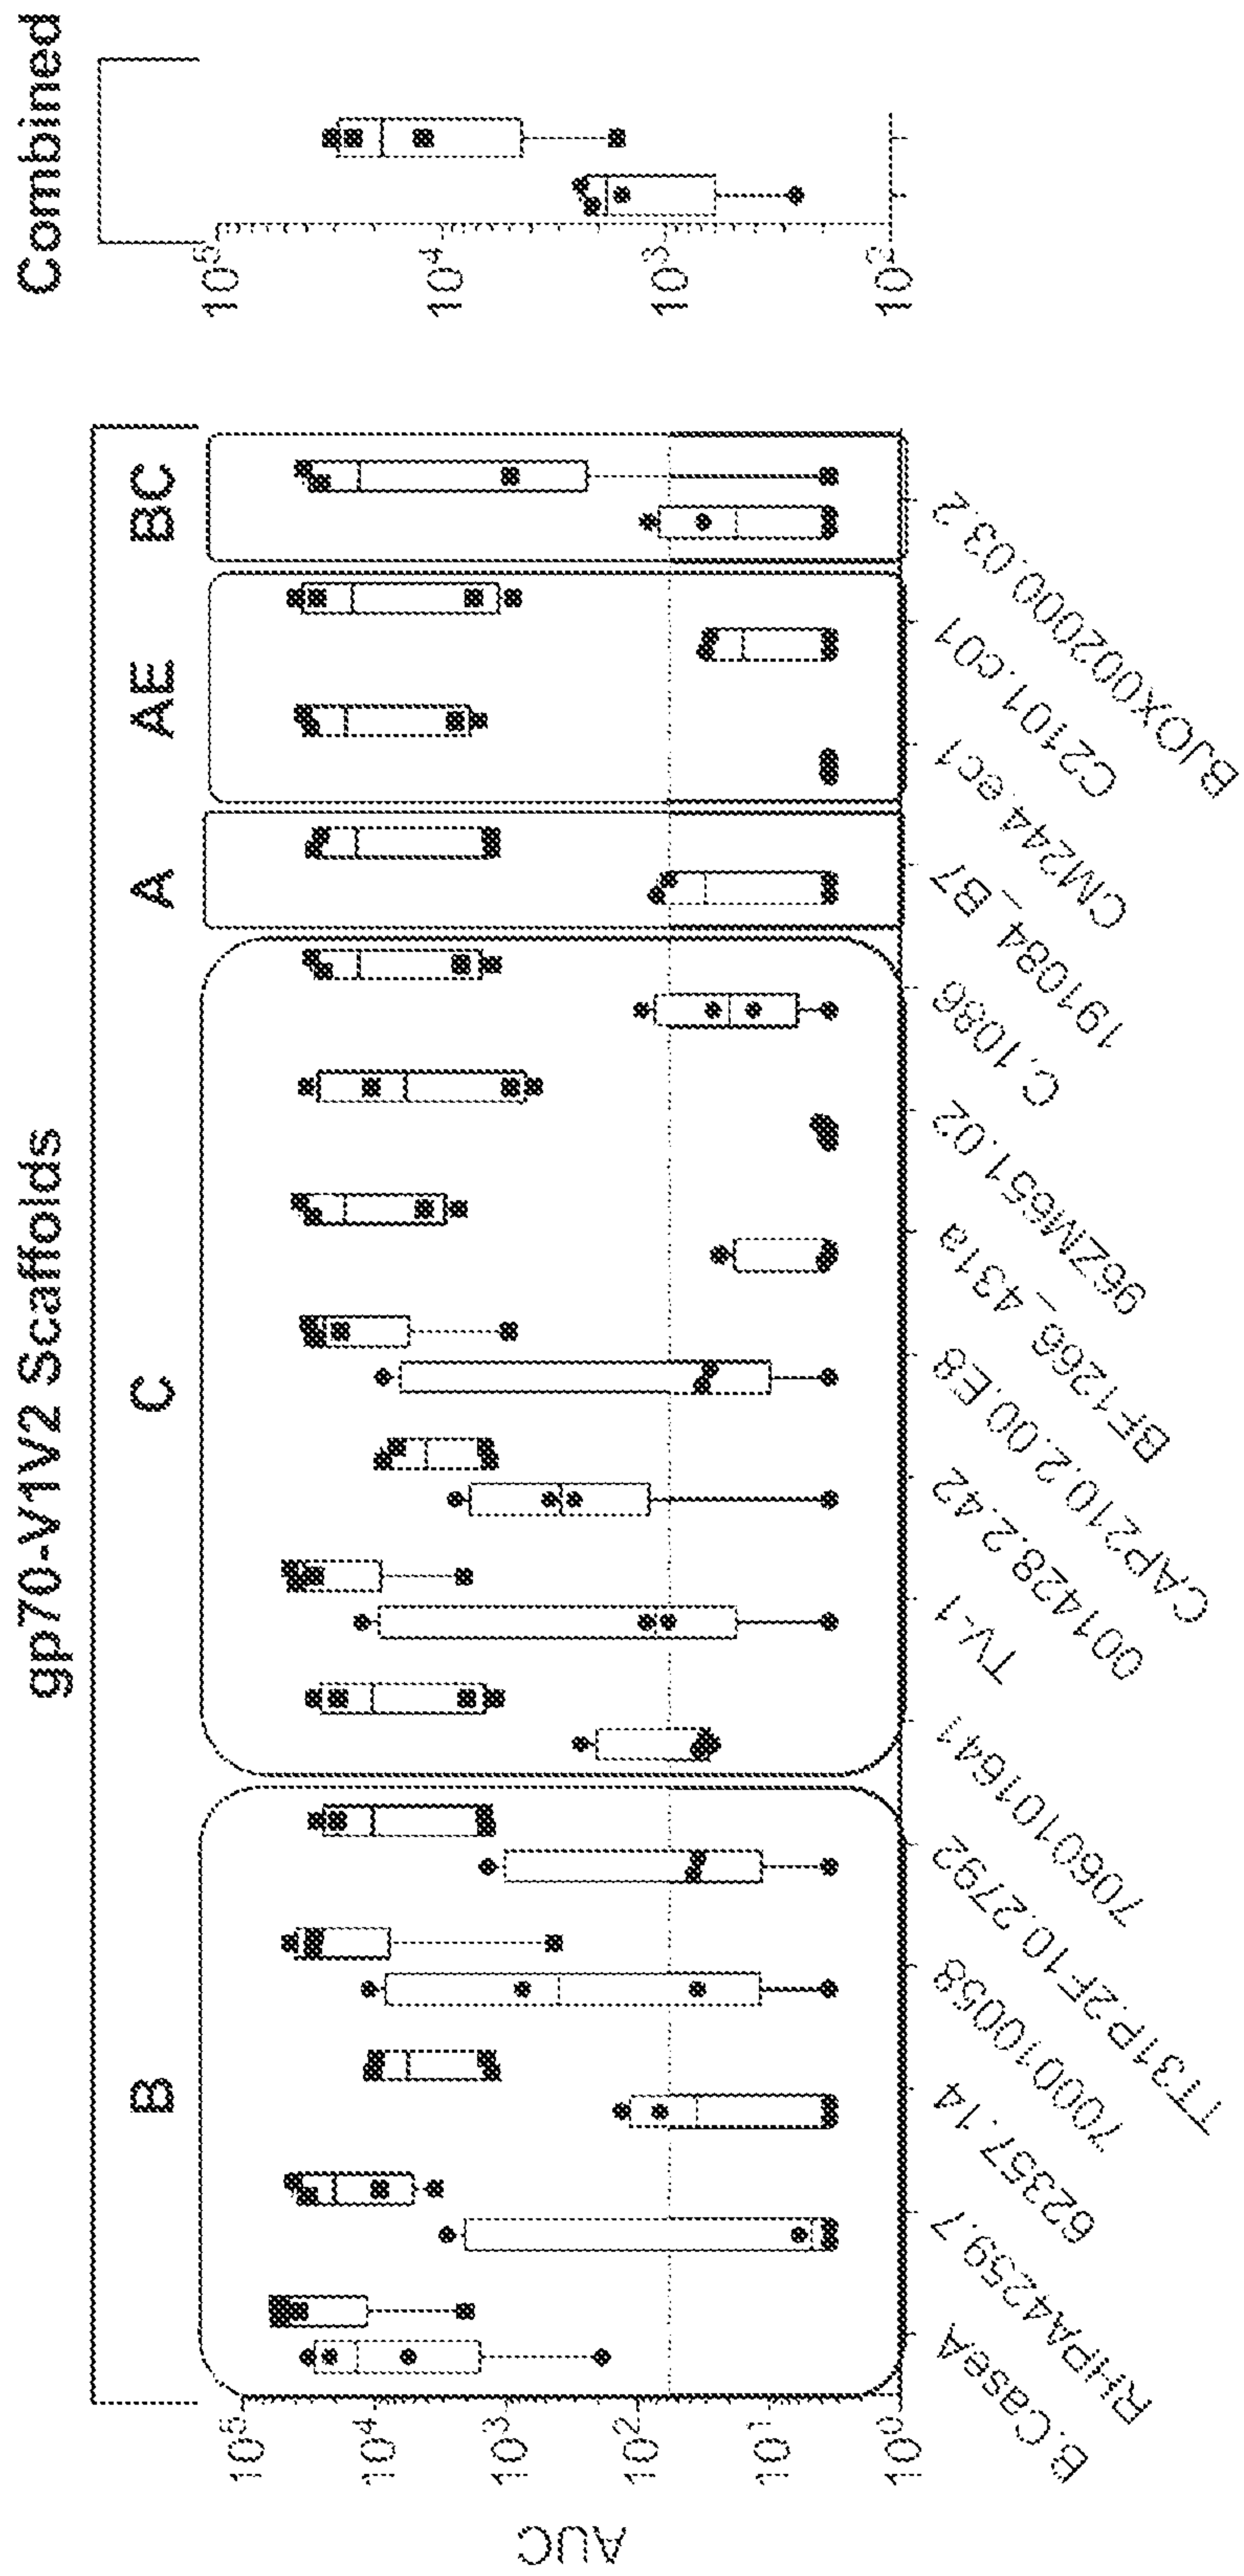 gp70-V1V2 Scaffolds
Combined
B
C
A
AE
BC
AUC
10⁵
10⁴
10³
10²
10¹
10⁰
10⁵
10⁴
10³
10²
B.CaseA
RHPA4259.7
62357.14
7000100058
TT31P.2F10.2792
7060101641
TV-1
001428.2.42
CAP210.2.00.E8
BF1266_431a
96ZM651.02
C.1086
191084_B7
CM244.ec1
C2101.c01
BJOX002000.03.2